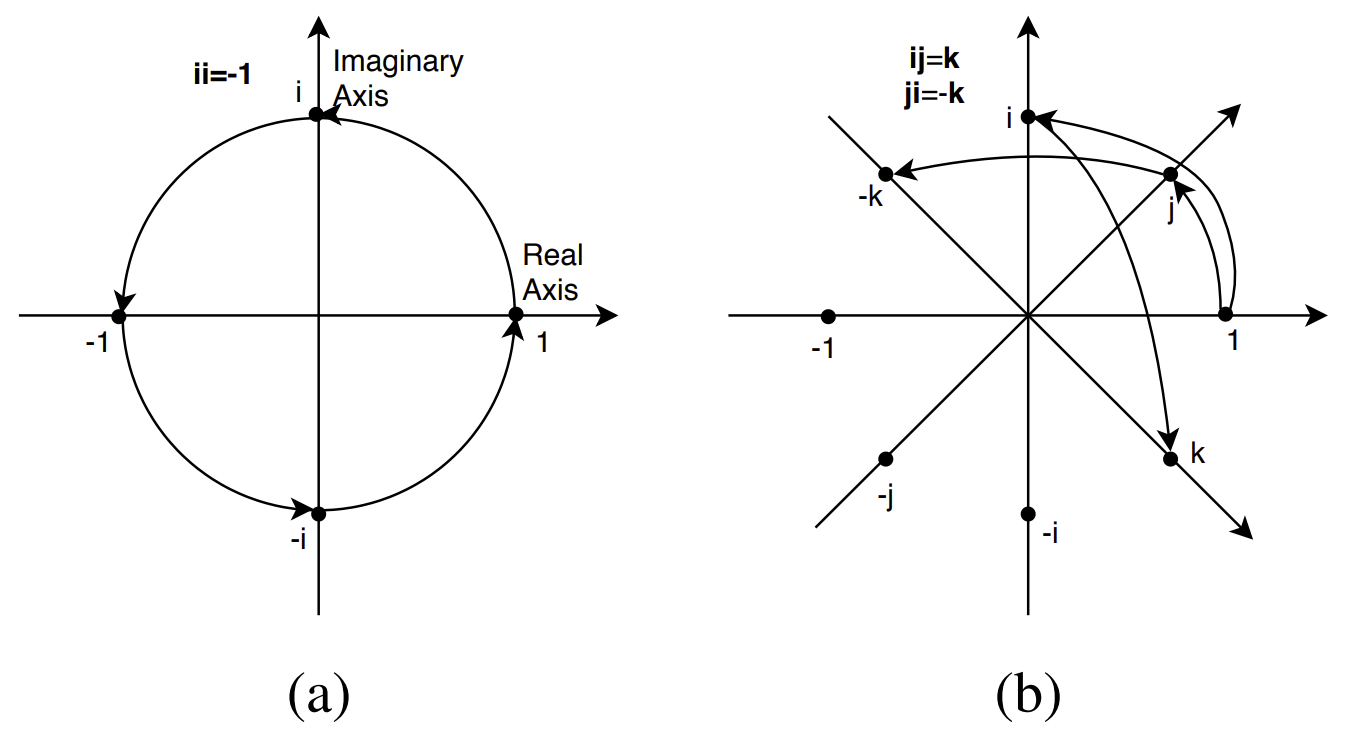 ii=-1
Imaginary
Axis
i
Real
Axis
-1
1
-i
(a)
ij=k
ji=-k
i
-k
j
-1
1
-j
k
-i
(b)